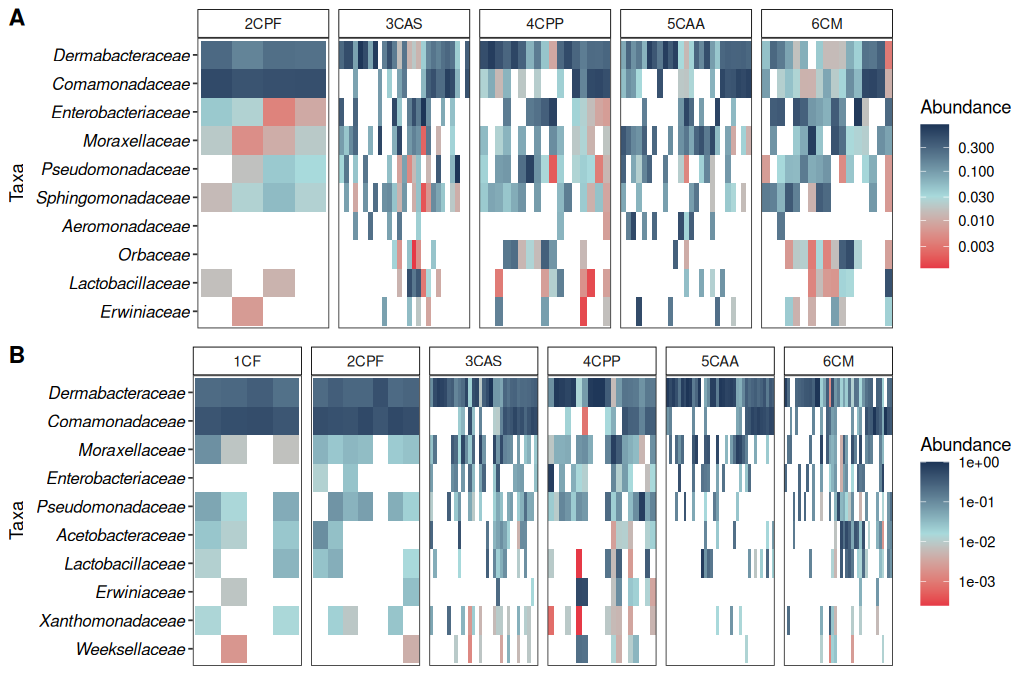 A
2CPF 3CAS 4CPP 5CAA 6CM
Dermabacteraceae
Comamonadaceae
Enterobacteriaceae
Moraxellaceae
Pseudomonadaceae
Sphingomonadaceae
Aeromonadaceae
Orbaceae
Lactobacillaceae
Erwiniaceae
Taxa
Abundance
0.300
0.100
0.030
0.010
0.003
B
1CF 2CPF 3CAS 4CPP 5CAA 6CM
Dermabacteraceae
Comamonadaceae
Moraxellaceae
Enterobacteriaceae
Pseudomonadaceae
Acetobacteraceae
Lactobacillaceae
Erwiniaceae
Xanthomonadaceae
Weeksellaceae
Taxa
Abundance
1e+00
1e-01
1e-02
1e-03